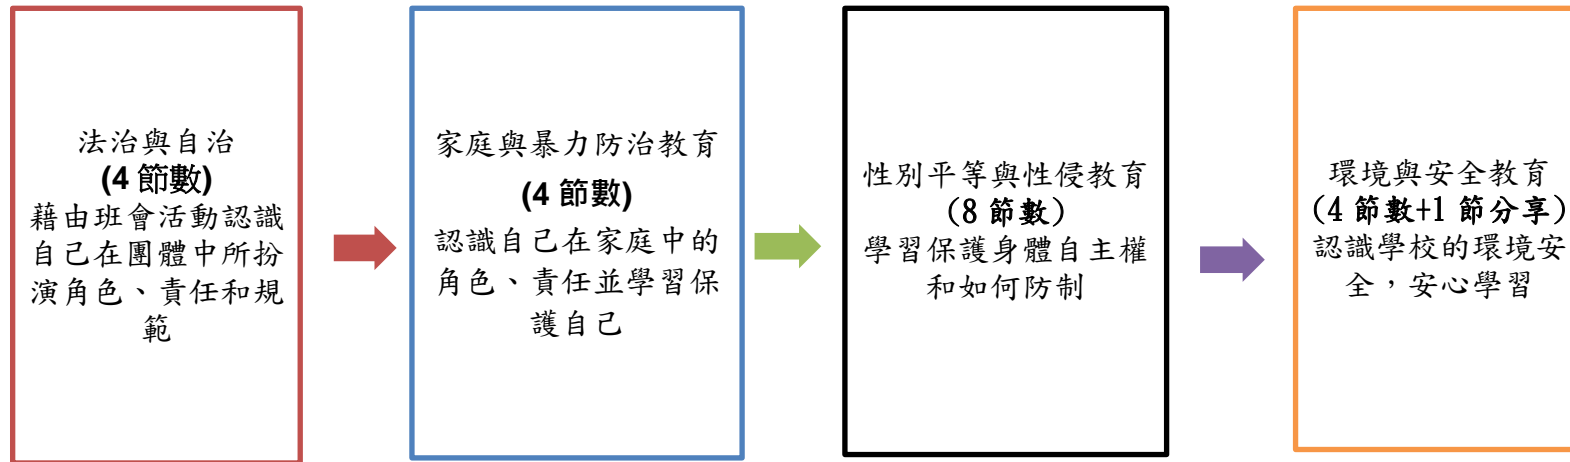 法治與自治
(4 節數)
藉由班會活動認識
自己在團體中所扮
演角色、責任和規
範
家庭與暴力防治教育
(4 節數)
認識自己在家庭中的
角色、責任並學習保
護自己
性別平等與性侵教育
(8 節數)
學習保護身體自主權
和如何防制
環境與安全教育
(4 節數+1 節分享)
認識學校的環境安
全，安心學習